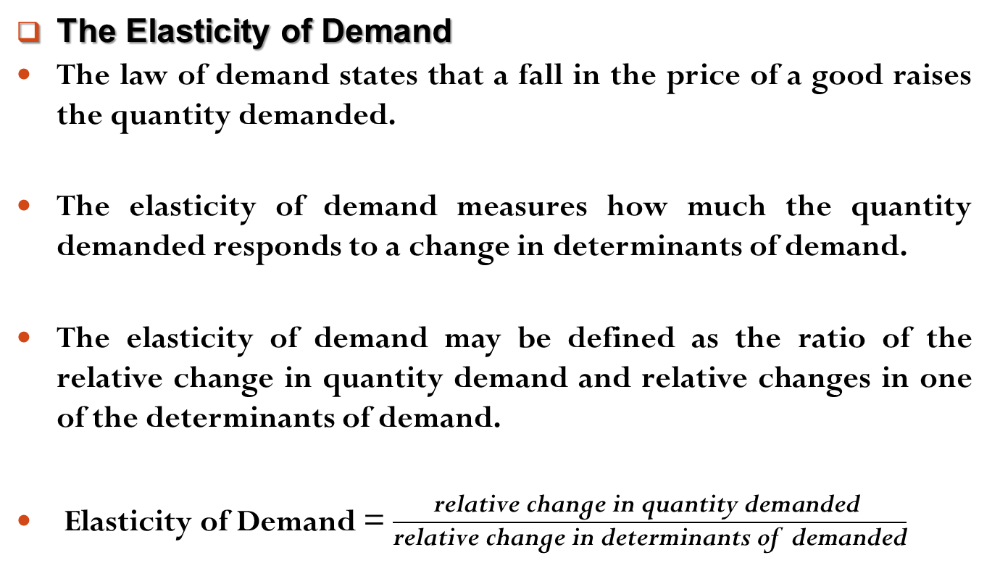 The Elasticity of Demand
The law of demand states that a fall in the price of a good raises
the quantity demanded.
The elasticity of demand measures how much the quantity
demanded responds to a change in determinants of demand.
The elasticity of demand may be defined as the ratio of the
relative change in quantity demand and relative changes in one
of the determinants of demand.
Elasticity of Demand = relative change in quantity demanded
relative change in determinants of demanded